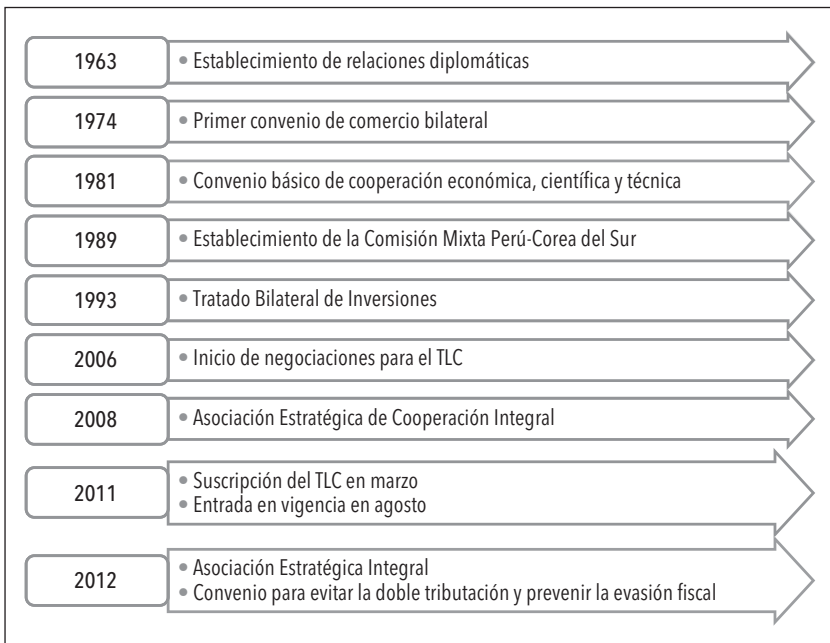 1963
• Establecimiento de relaciones diplomáticas
1974
• Primer convenio de comercio bilateral
1981
• Convenio básico de cooperación económica, científica y técnica
1989
• Establecimiento de la Comisión Mixta Perú-Corea del Sur
1993
• Tratado Bilateral de Inversiones
2006
• Inicio de negociaciones para el TLC
2008
• Asociación Estratégica de Cooperación Integral
2011
• Suscripción del TLC en marzo
• Entrada en vigencia en agosto
2012
• Asociación Estratégica Integral
• Convenio para evitar la doble tributación y prevenir la evasión fiscal